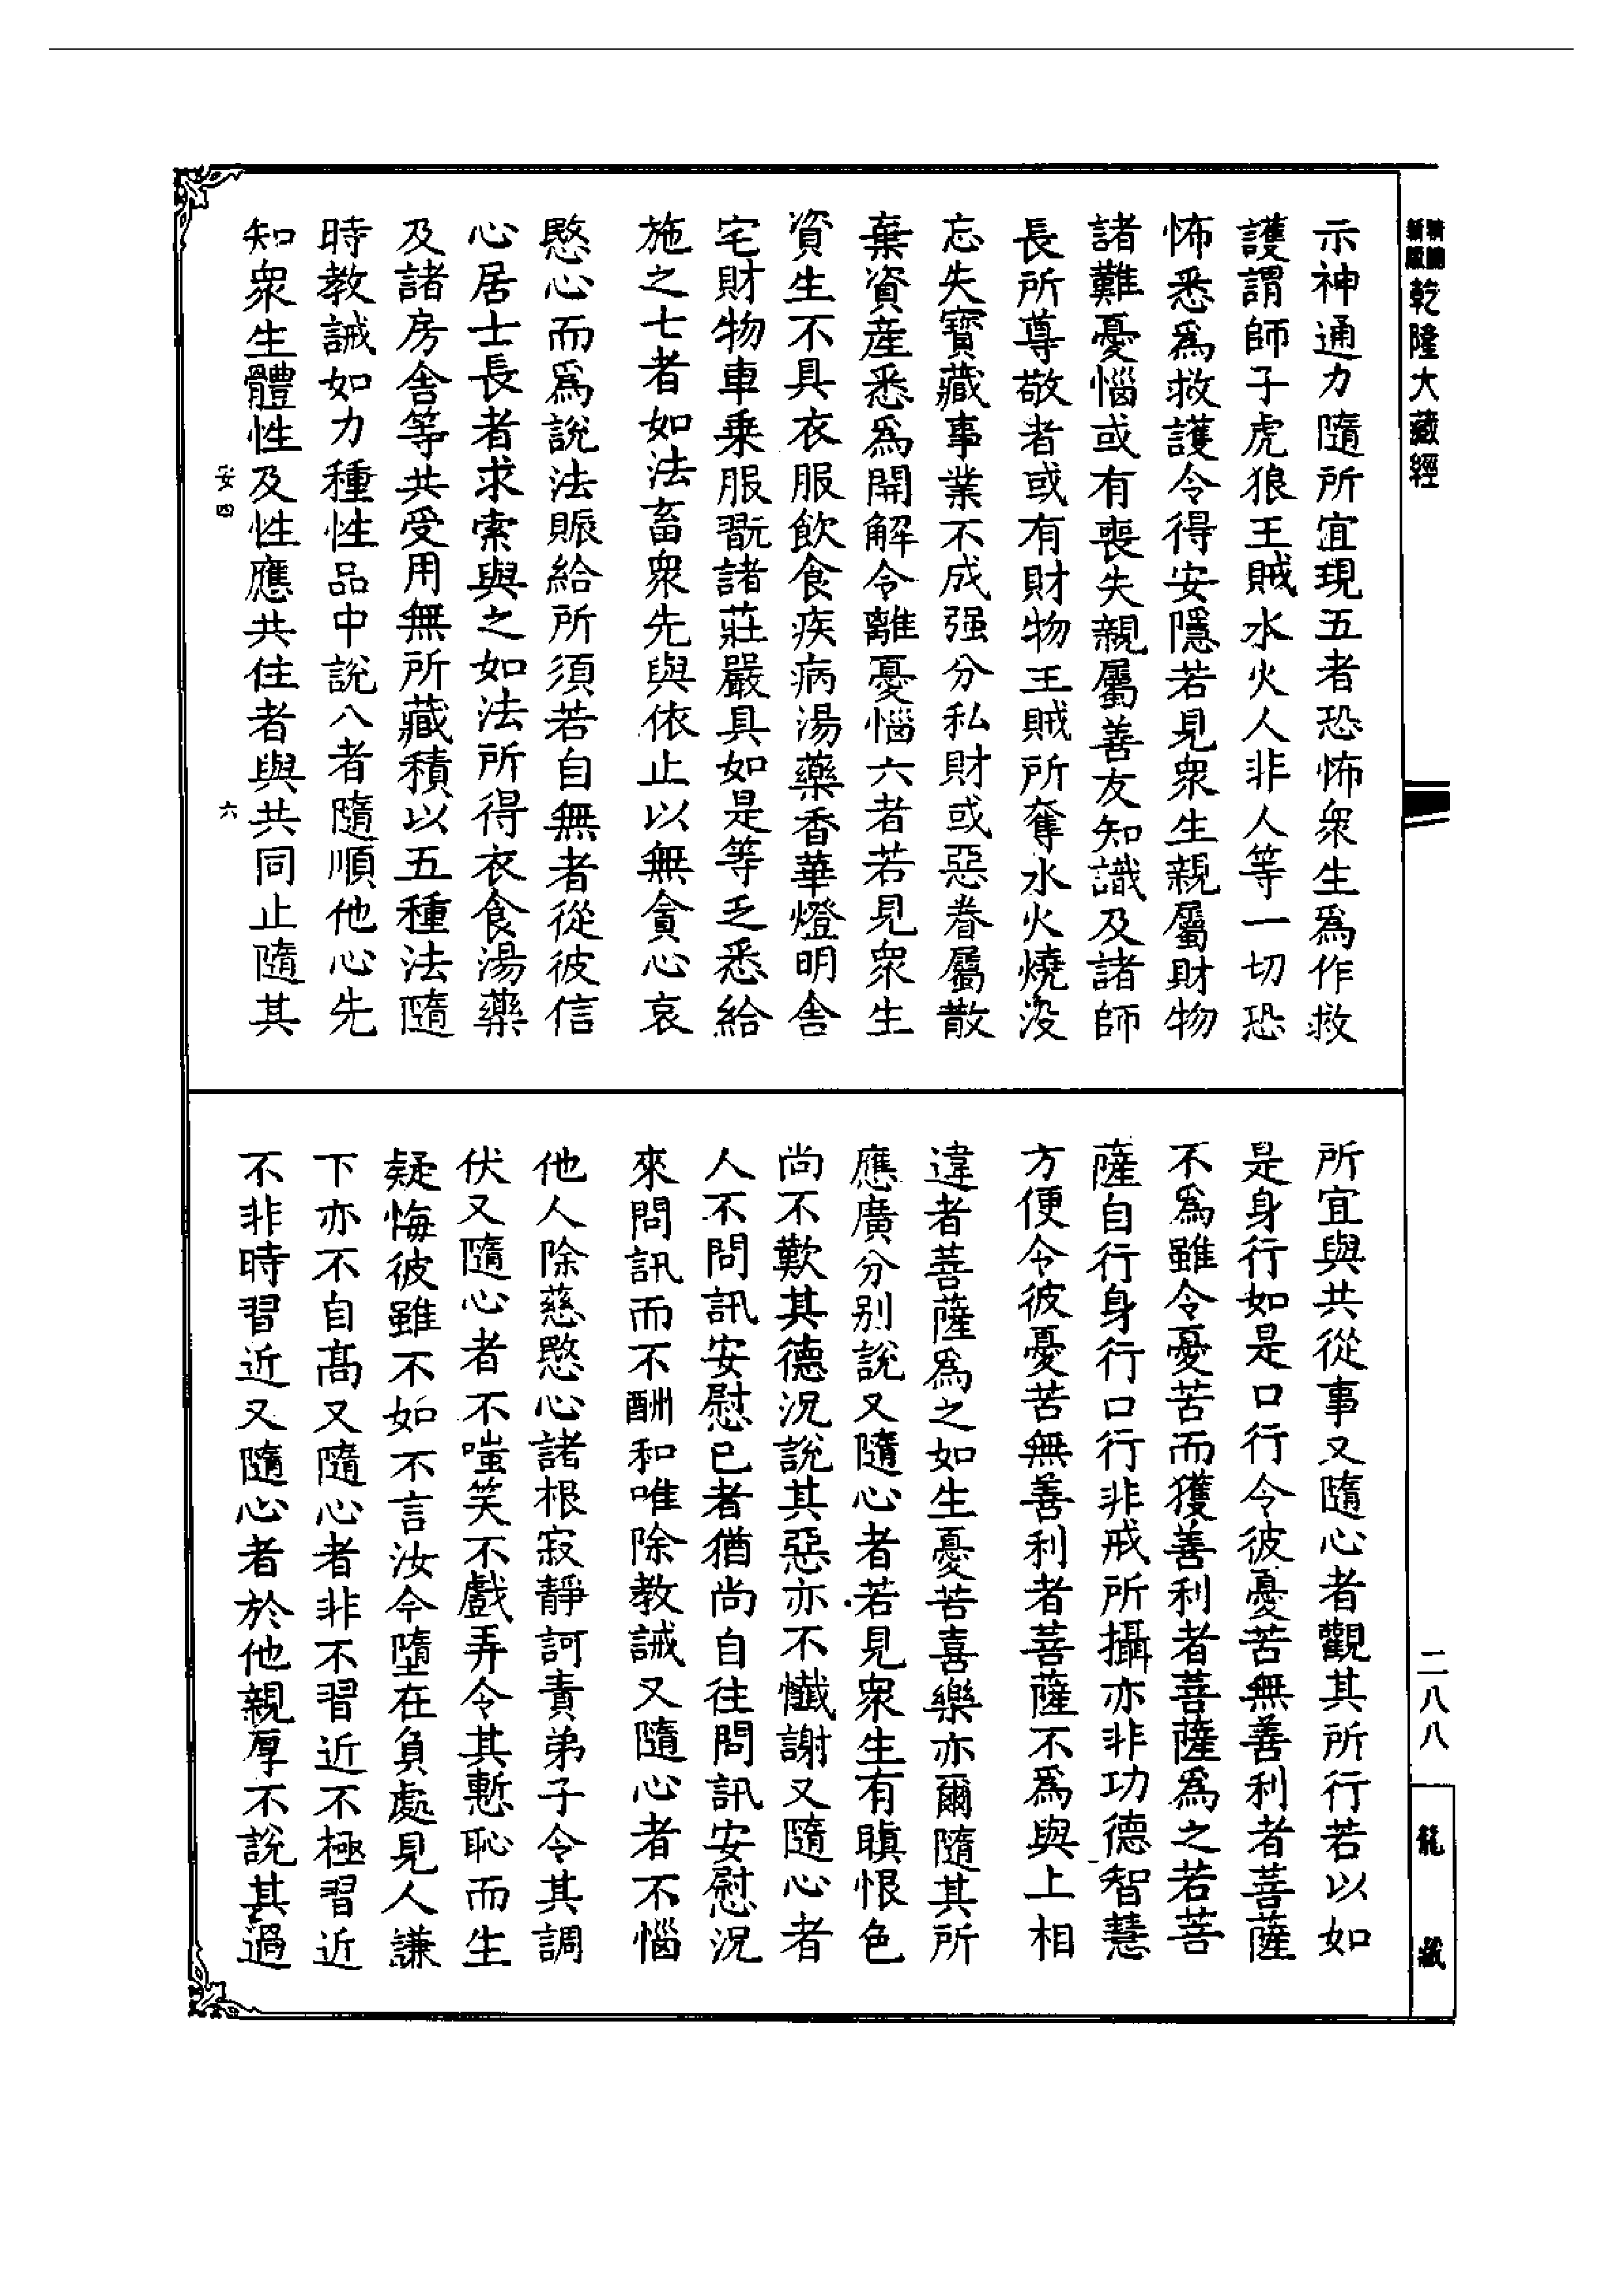 乾隆大藏經
示神通力隨所宜現五者恐怖衆生爲作救
護謂師子虎狼王賊水火人非人等一切恐
怖悉爲救護令得安隱若見衆生親屬財物
諸難憂惱或有喪失親屬善友知識及諸師
長所尊敬者或有財物王賊所奪水火燒没
忘失寶藏事業不成强分私財或惡眷屬散
棄資産悉爲開解令離憂惱六者若見衆生
資生不具衣服飲食疾病湯藥香華燈明舍
宅財物車乗服翫諸莊嚴具如是等乏悉給
施之七者如法畜衆先與依止以無貪心哀
愍心而爲說法賑給所須若自無者從彼信
心居士長者求索與之如法所得衣食湯藥
及諸房舍等共受用無所藏積以五種法隨
時教誡如力種性品中説八者隨順他心先
知衆生體性及性應共住者與共同止隨其
安四
六
所宜與共從事又隨心者觀其所行若以如
是身行如是口行令彼憂苦無善利者菩薩
不爲雖令憂苦而獲善利者菩薩爲之若菩
薩自行身行口行非戒所攝亦非功德智慧
方便令彼憂苦無善利者菩薩不爲與上相
違者菩薩爲之如生憂苦喜樂亦爾隨其所
應廣分別說又隨心者若見衆生有瞋恨色
尚不歎其德況說其惡亦不懺謝又隨心者
人不問訊安慰已者猶尚自往問訊安慰況
來問訊而不酬和唯除教誡又隨心者不惱
他人除慈愍心諸根寂靜訶責弟子令其調
伏又隨心者不嗤笑不戲弄令其慙恥而生
疑悔彼雖不如不言汝今墮在負處見人謙
下亦不自髙又隨心者非不習近不極習近
不非時習近又隨心者於他親厚不說其過
二八八
龍藏